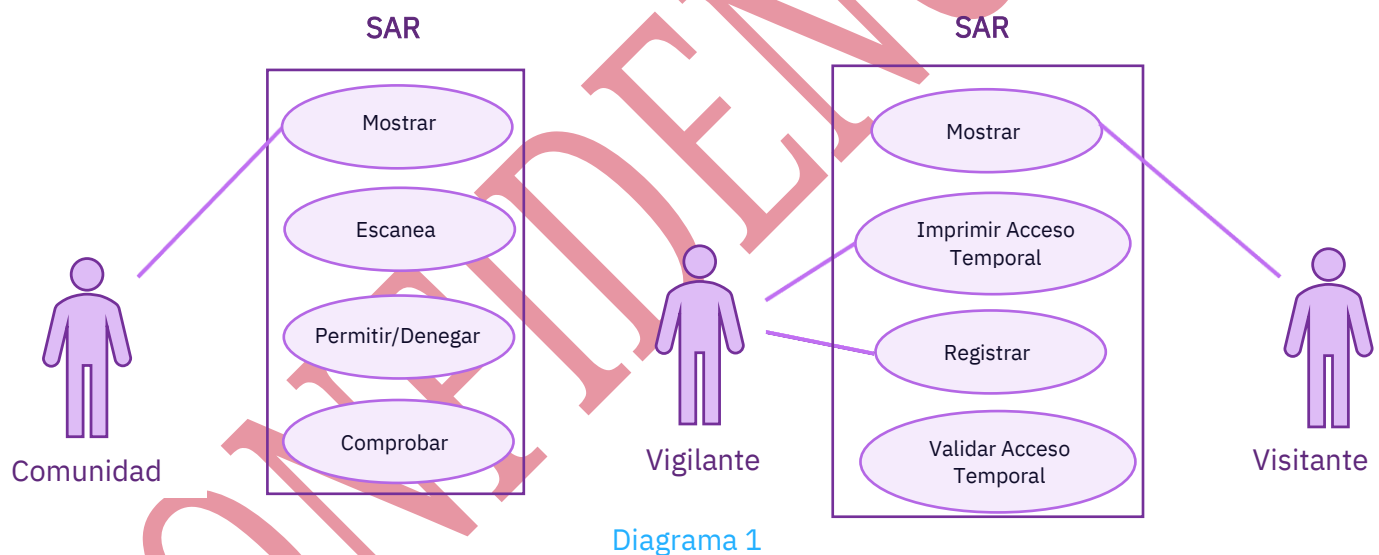 SAR
Mostrar
Escanea
Permitir/Denegar
Comprobar
Comunidad
Vigilante
SAR
Mostrar
Imprimir Acceso
Temporal
Registrar
Validar Acceso
Temporal
Visitante
Diagrama 1
ONFIDEN